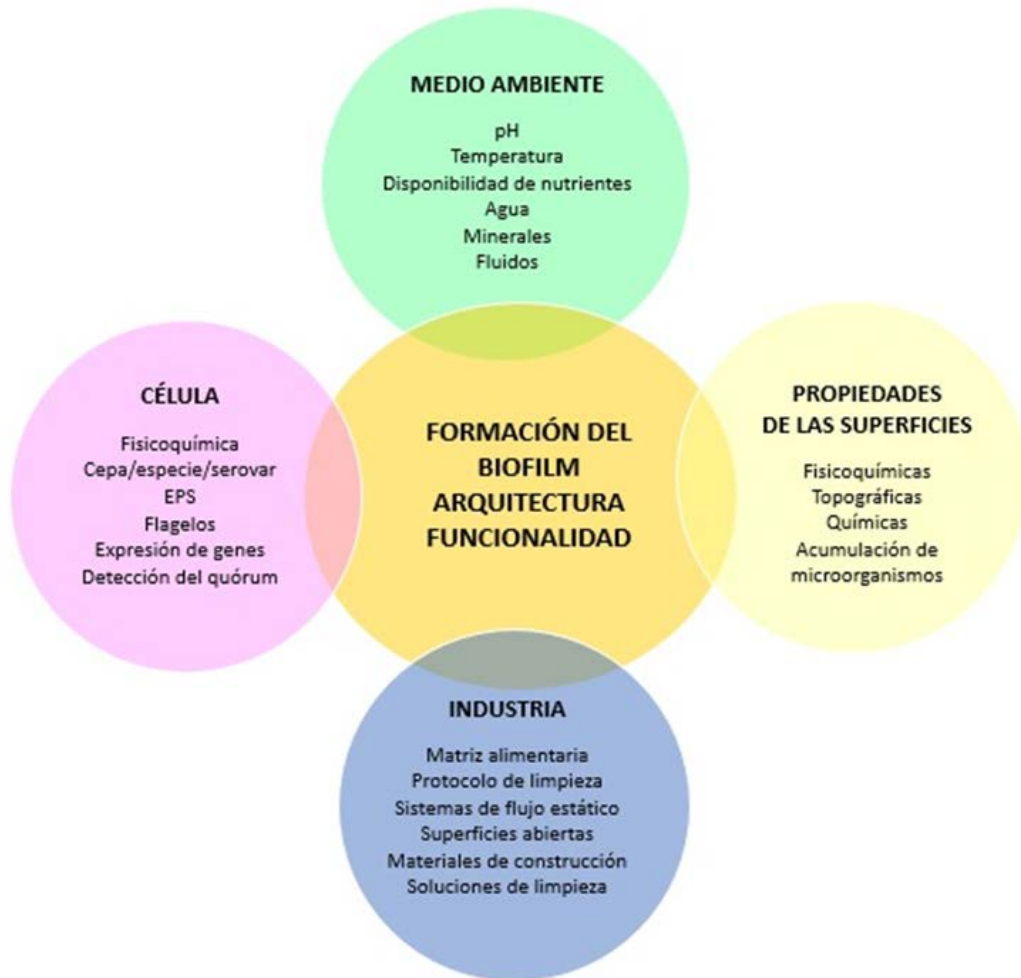 MEDIO AMBIENTE
pH
Temperatura
Disponibilidad de nutrientes
Agua
Minerales
Fluidos
CÉLULA
Fisicoquímica
Cepa/especie/serovar
EPS
Flagelos
Expresión de genes
Detección del quórum
FORMACIÓN DEL
BIOFILM
ARQUITECTURA
FUNCIONALIDAD
PROPIEDADES
DE LAS SUPERFICIES
Fisicoquímicas
Topográficas
Químicas
Acumulación de
microorganismos
INDUSTRIA
Matriz alimentaria
Protocolo de limpieza
Sistemas de flujo estático
Superficies abiertas
Materiales de construcción
Soluciones de limpieza